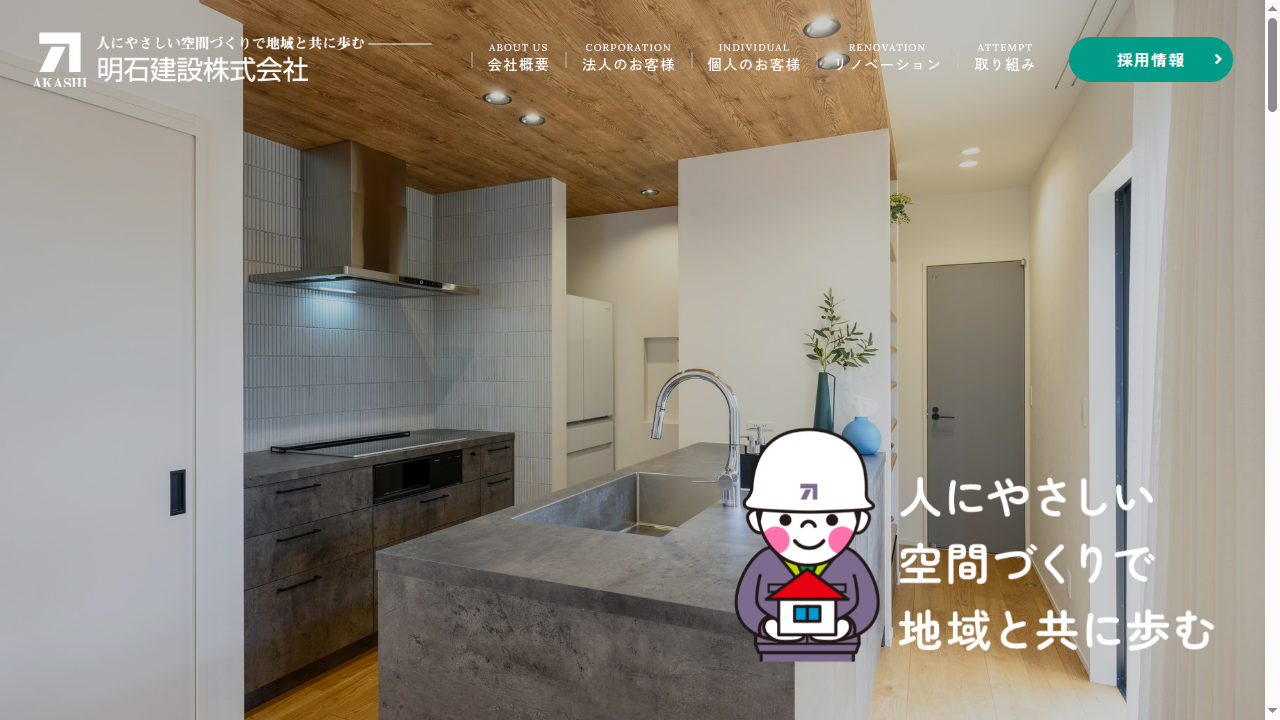 人にやさしい空間づくりで地域と共に歩む
明石建設株式会社
AKASHI
ABOUT US
会社概要
CORPORATION
法人のお客様
INDIVIDUAL
個人のお客様
RENOVATION
リノベーション
ATTEMPT
取り組み
採用情報
人にやさしい
空間づくりで
地域と共に歩む